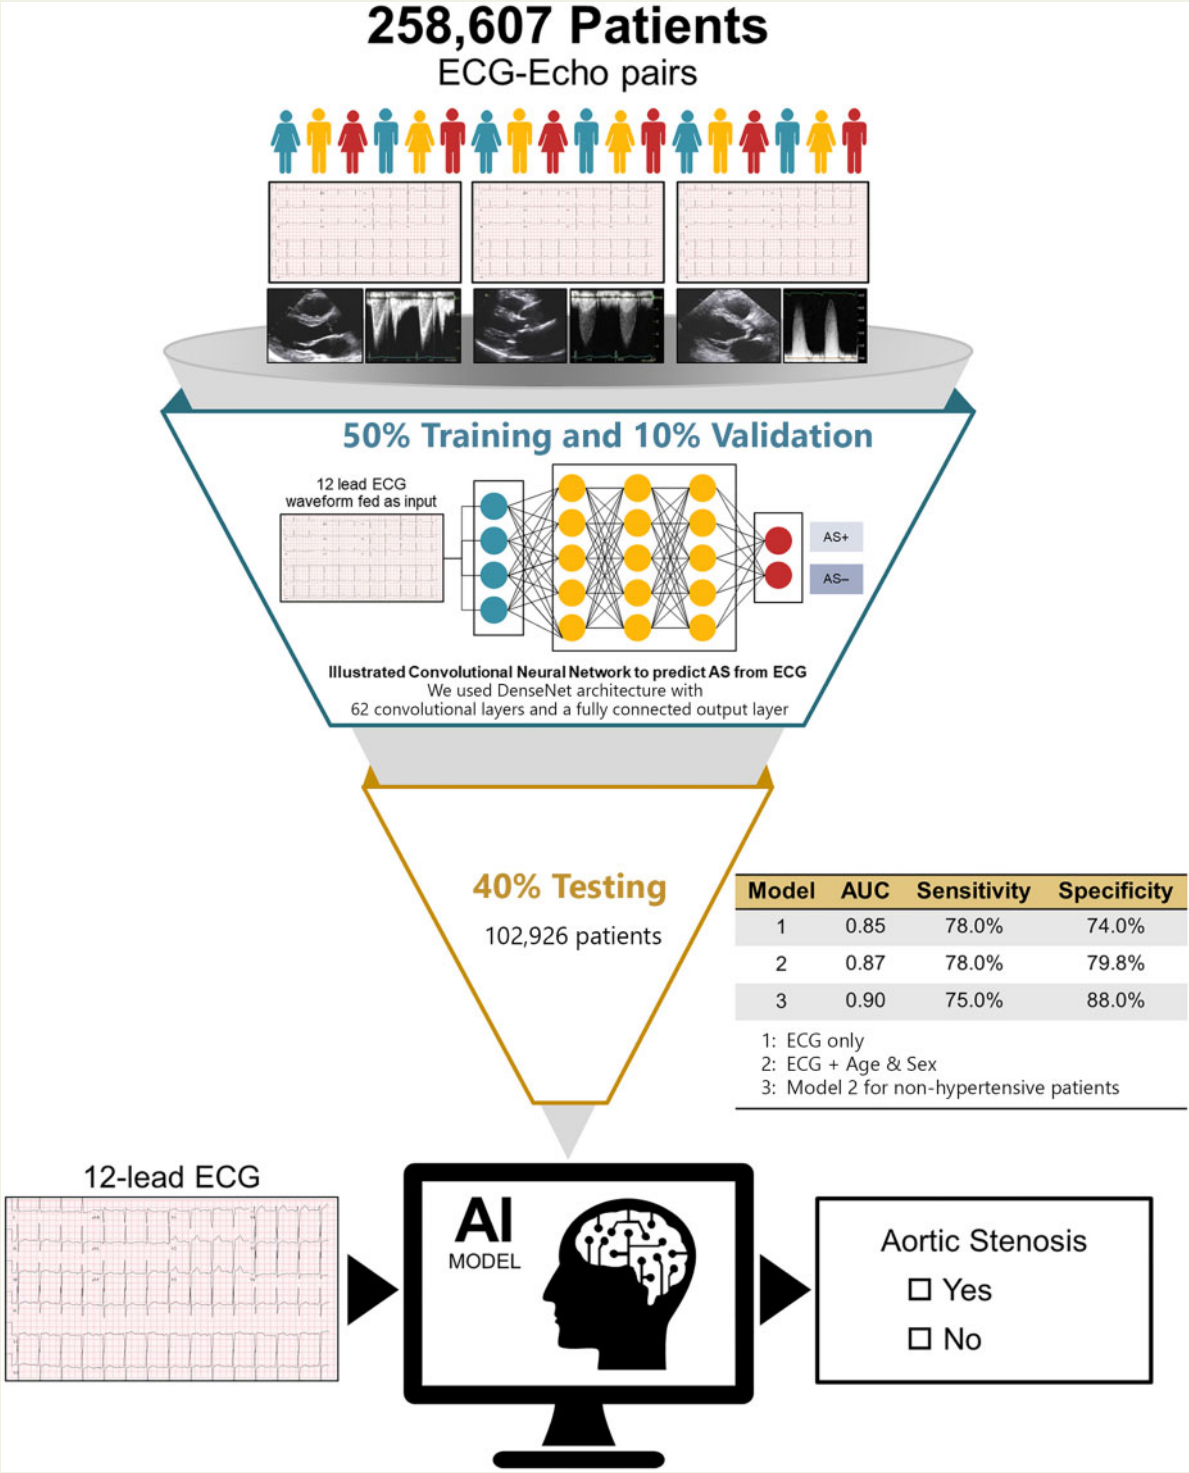 258,607 Patients
ECG-Echo pairs
50% Training and 10% Validation
12 lead ECG
waveform fed as input
AS+
AS–
Illustrated Convolutional Neural Network to predict AS from ECG
We used DenseNet architecture with
62 convolutional layers and a fully connected output layer
40% Testing
102,926 patients
Model AUC Sensitivity Specificity
1 0.85 78.0% 74.0%
2 0.87 78.0% 79.8%
3 0.90 75.0% 88.0%
1: ECG only
2: ECG + Age & Sex
3: Model 2 for non-hypertensive patients
12-lead ECG
AI
MODEL
Aortic Stenosis
Yes
No